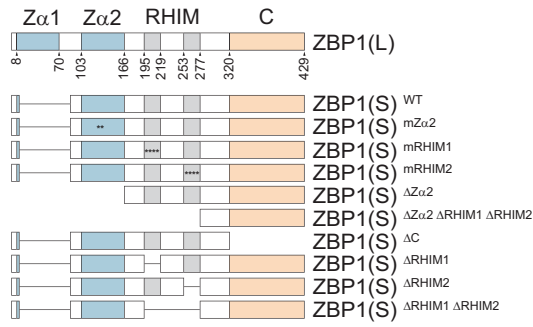 Zα1 Zα2 RHIM C
ZBP1(L)
8 70 103 166 195 219 253 277 320 429
ZBP1(S) WT
** ZBP1(S) mZα2
**** ZBP1(S) mRHIM1
**** ZBP1(S) mRHIM2
ZBP1(S) ΔZα2
ZBP1(S) ΔZα2 ΔRHIM1 ΔRHIM2
ZBP1(S) ΔC
ZBP1(S) ΔRHIM1
ZBP1(S) ΔRHIM2
ZBP1(S) ΔRHIM1 ΔRHIM2